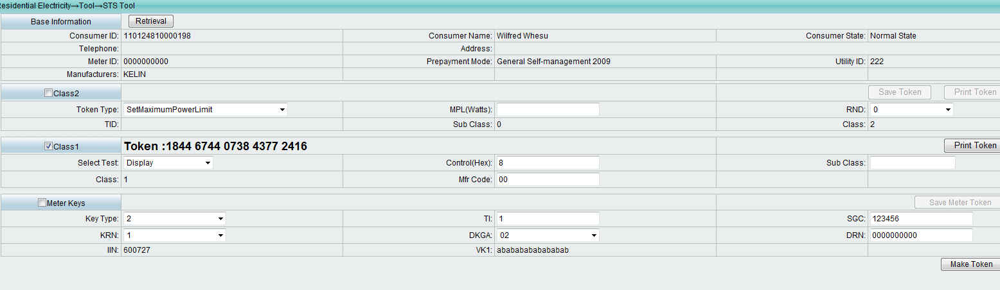 Residential Electricity→Tool→STS Tool
Base Information Retrieval
Consumer ID: 110124810000198 Consumer Name: Wilfred Whesu Consumer State: Normal State
Telephone: Address:
Meter ID: 0000000000 Prepayment Mode: General Self-management 2009 Utility ID: 222
Manufacturers: KELIN
Class2 Save Token Print Token
Token Type: SetMaximumPowerLimit MPL(Watts): RND: 0
TID: Sub Class: 0 Class: 2
Class1 Token :1844 6744 0738 4377 2416 Print Token
Select Test: Display Control(Hex): 8 Sub Class:
Class: 1 Mfr Code: 00
Meter Keys Save Meter Token
Key Type: 2 TI: 1 SGC: 123456
KRN: 1 DKGA: 02 DRN: 0000000000
IIN: 600727 VK1: abababababababab
Make Token